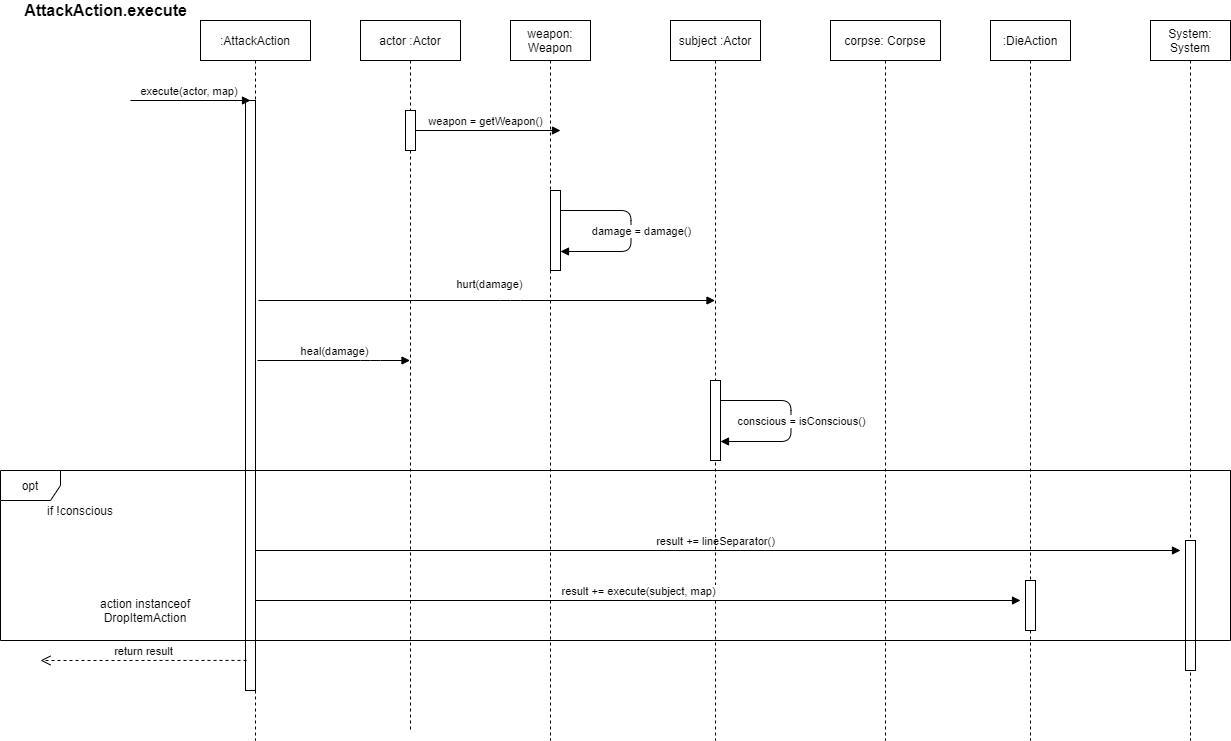 AttackAction.execute
:AttackAction
actor :Actor
weapon:
Weapon
subject :Actor
corpse: Corpse
:DieAction
System:
System
execute(actor, map)
weapon = getWeapon()
damage = damage()
hurt(damage)
heal(damage)
conscious = isConscious()
opt
if !conscious
result += lineSeparator()
result += execute(subject, map)
action instanceof
DropItemAction
return result